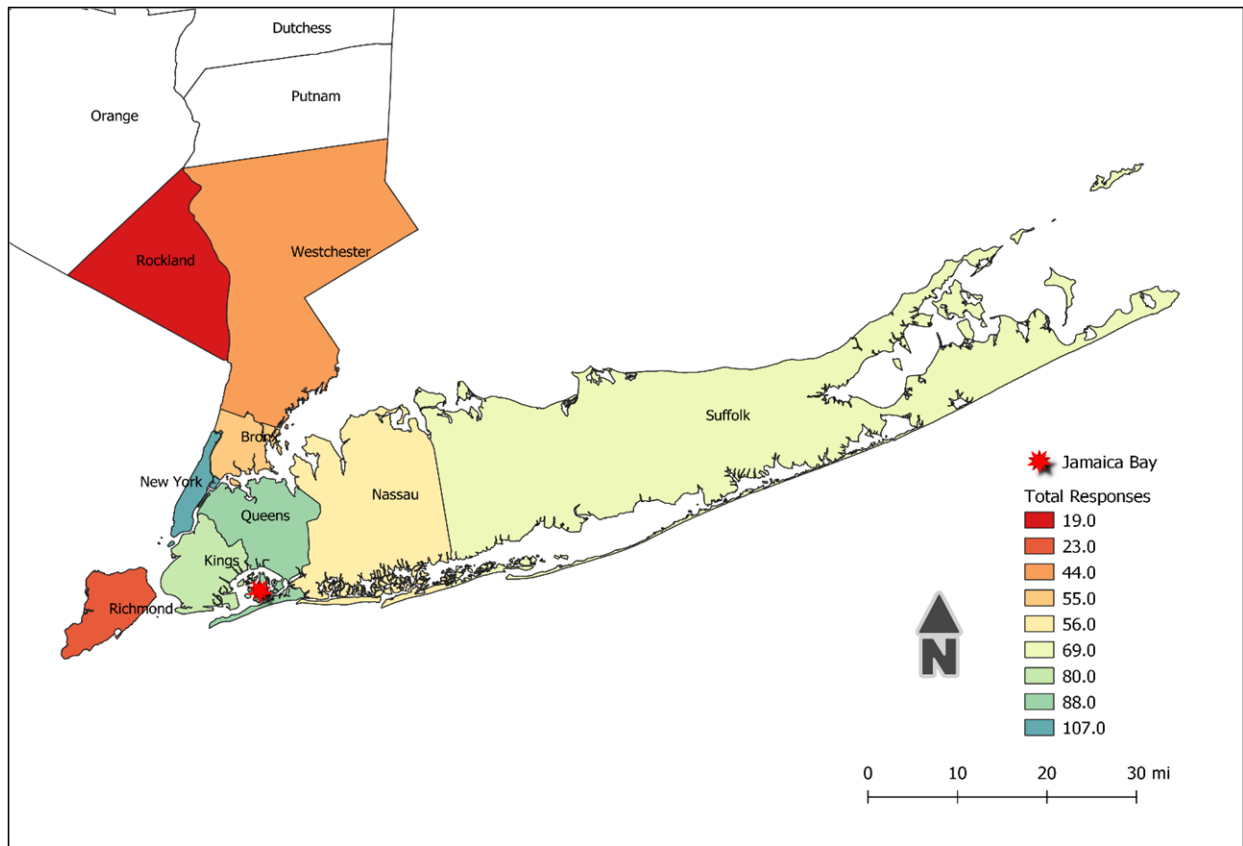 Dutchess
Putnam
Orange
Westchester
Rockland
Suffolk
Bronx
New York
Nassau
Queens
Kings
Richmond
Jamaica Bay
Total Responses
19.0
23.0
44.0
55.0
56.0
69.0
80.0
88.0
107.0
N
0 10 20 30 mi